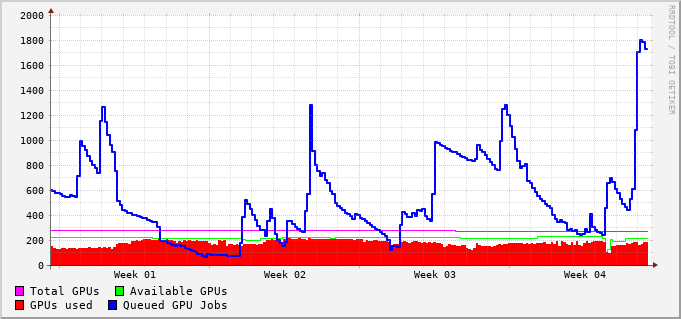 2000
1800
1600
1400
1200
1000
800
600
400
200
0
Week 01 Week 02 Week 03 Week 04
Total GPUs Available GPUs
GPUs used Queued GPU Jobs
RRDTOOL / TOBI OETIKER